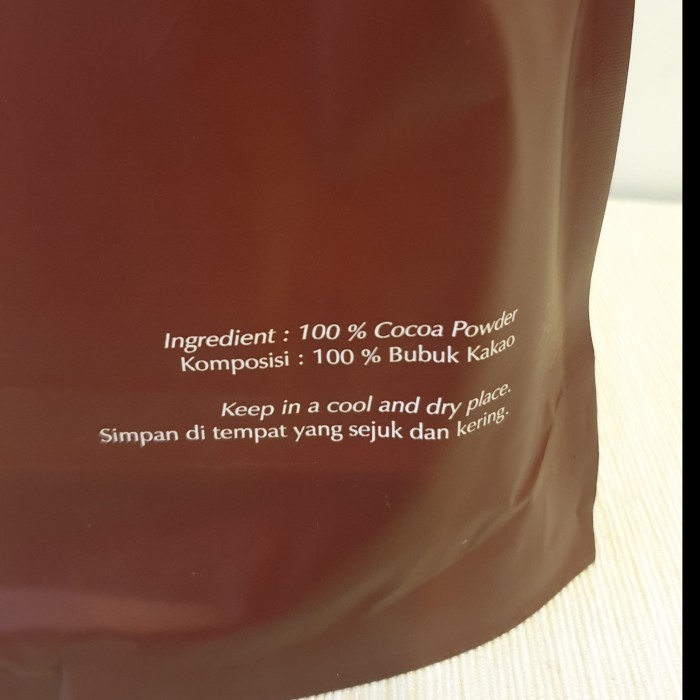 Ingredient : 100 % Cocoa Powder
Komposisi : 100 % Bubuk Kakao
Keep in a cool and dry place.
Simpan di tempat yang sejuk dan kering.